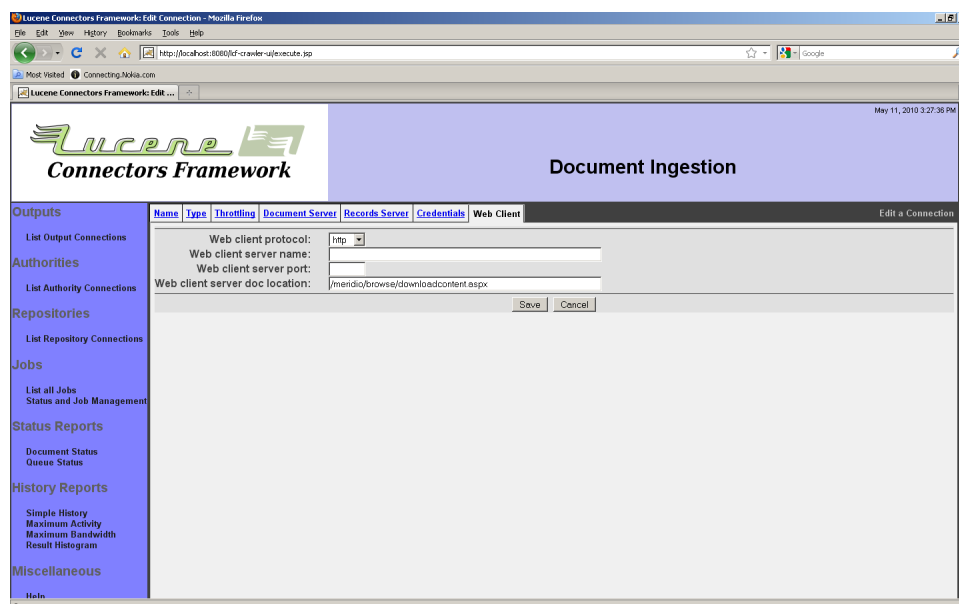 Lucene Connectors Framework: Edit Connection - Mozilla Firefox
File Edit View History Bookmarks Tools Help
http://localhost:8080/lcf-crawler-ui/execute.jsp
Google
Most Visited Connecting.Nokia.com
Lucene Connectors Framework: Edit ...
May 11, 2010 3:27:36 PM
Lucene
Connectors Framework
Document Ingestion
Name Type Throttling Document Server Records Server Credentials Web Client
Edit a Connection
Outputs
List Output Connections
Authorities
List Authority Connections
Repositories
List Repository Connections
Jobs
List all Jobs
Status and Job Management
Status Reports
Document Status
Queue Status
History Reports
Simple History
Maximum Activity
Maximum Bandwidth
Result Histogram
Miscellaneous
Help
Web client protocol: http
Web client server name:
Web client server port:
Web client server doc location: /meridio/browse/downloadcontent.aspx
Save Cancel